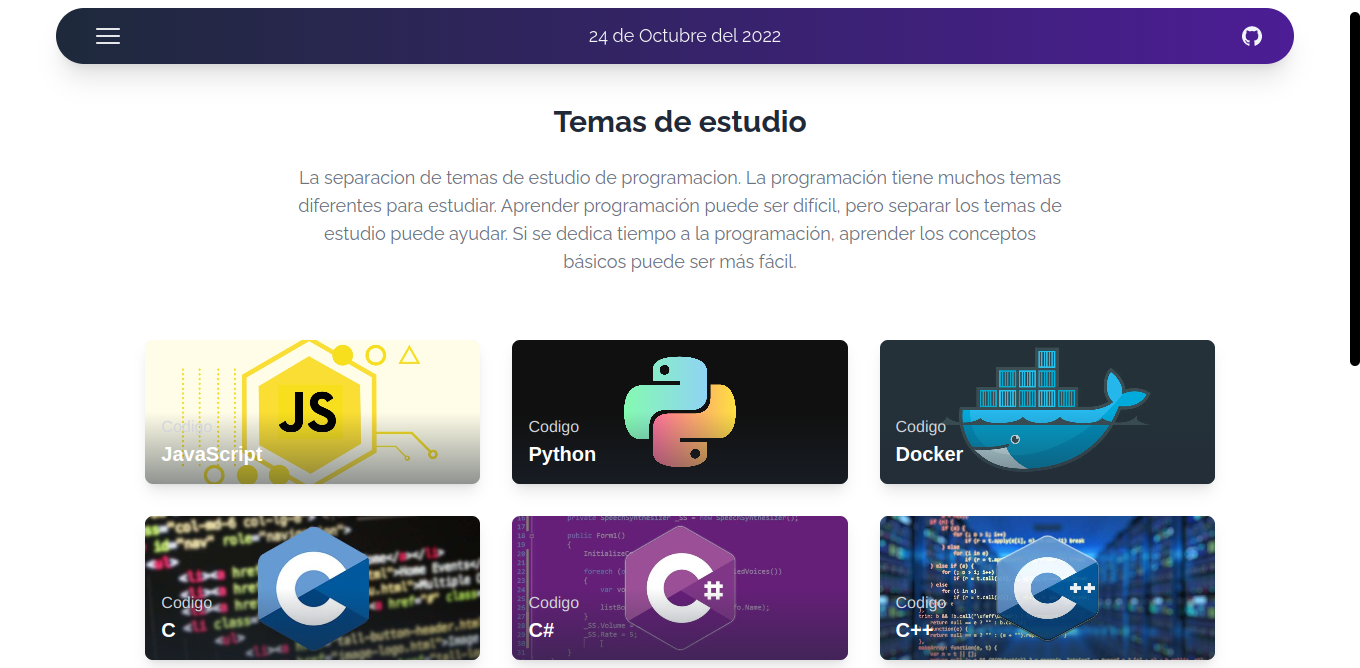 24 de Octubre del 2022
Temas de estudio
La separacion de temas de estudio de programacion. La programación tiene muchos temas
diferentes para estudiar. Aprender programación puede ser difícil, pero separar los temas de
estudio puede ayudar. Si se dedica tiempo a la programación, aprender los conceptos
básicos puede ser más fácil.
JS
Codigo
JavaScript
Codigo
Python
Codigo
Docker
Codigo
C
Codigo
C#
Codigo
C++